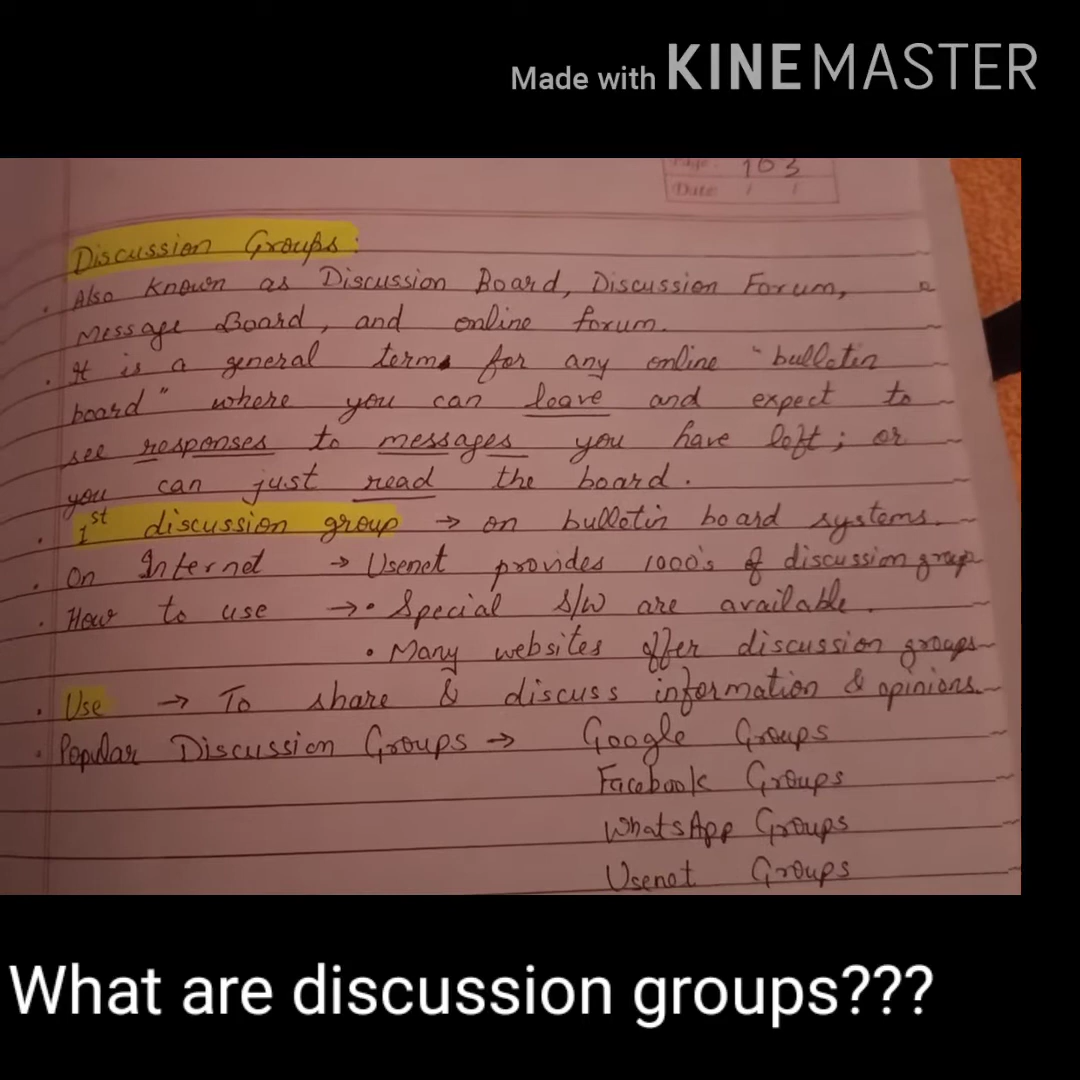 Made with KINEMASTER
Page: 103
Date / /
Discussion Groups:
• Also known as Discussion Board, Discussion Forum,
Message Board, and online forum.
• It is a general term for any online "bulletin
board" where you can leave and expect to
see responses to messages you have left; or
you can just read the board.
• 1st discussion group → on bulletin board systems.
• On Internet → Usenet provides 1000's of discussion group
• How to use → • Special S/W are available.
• Many websites offer discussion groups
• Use → To share & discuss information & opinions.
• Popular Discussion Groups → Google Groups
Facebook Groups
WhatsApp Groups
Usenet Groups
What are discussion groups???